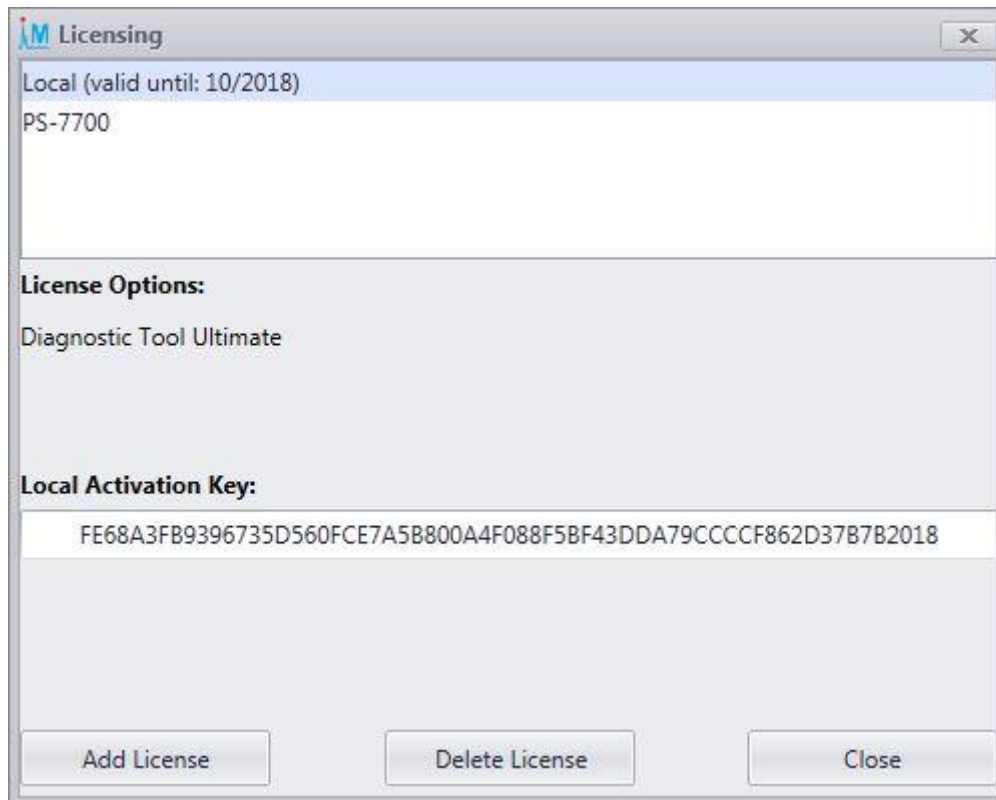 iM Licensing
Local (valid until: 10/2018)
PS-7700
License Options:
Diagnostic Tool Ultimate
Local Activation Key:
FE68A3FB9396735D560FCE7A5B800A4F088F5BF43DDA79CCCCF862D37B7B2018
Add License Delete License Close